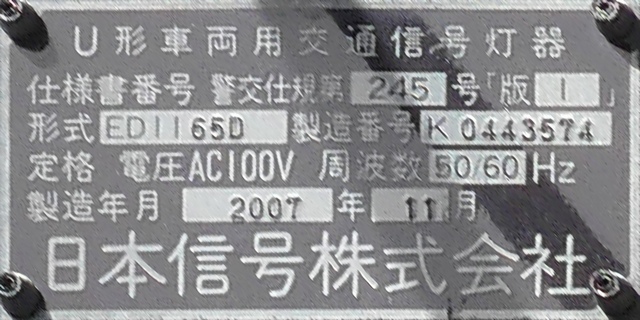 U形車両用交通信号灯器
仕様書番号 警交仕規第 245 号「版 1 」
形式 ED1165D 製造番号 K 0443574
定格 電圧AC100V 周波数 50/60 Hz
製造年月 2007 年 11 月
日本信号株式会社